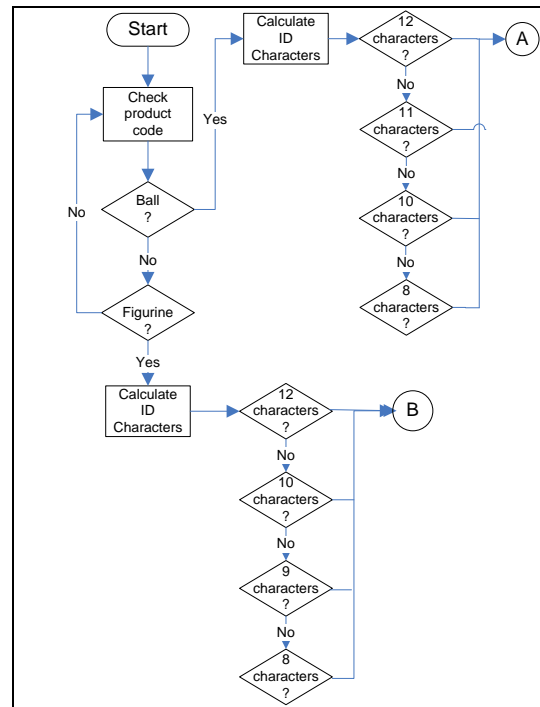 Start
Check
product
code
Ball
?
Yes
No
No
Figurine
?
Yes
Calculate
ID
Characters
12
characters
?
A
No
11
characters
?
No
10
characters
?
No
8
characters
?
Calculate
ID
Characters
12
characters
?
B
No
10
characters
?
No
9
characters
?
No
8
characters
?